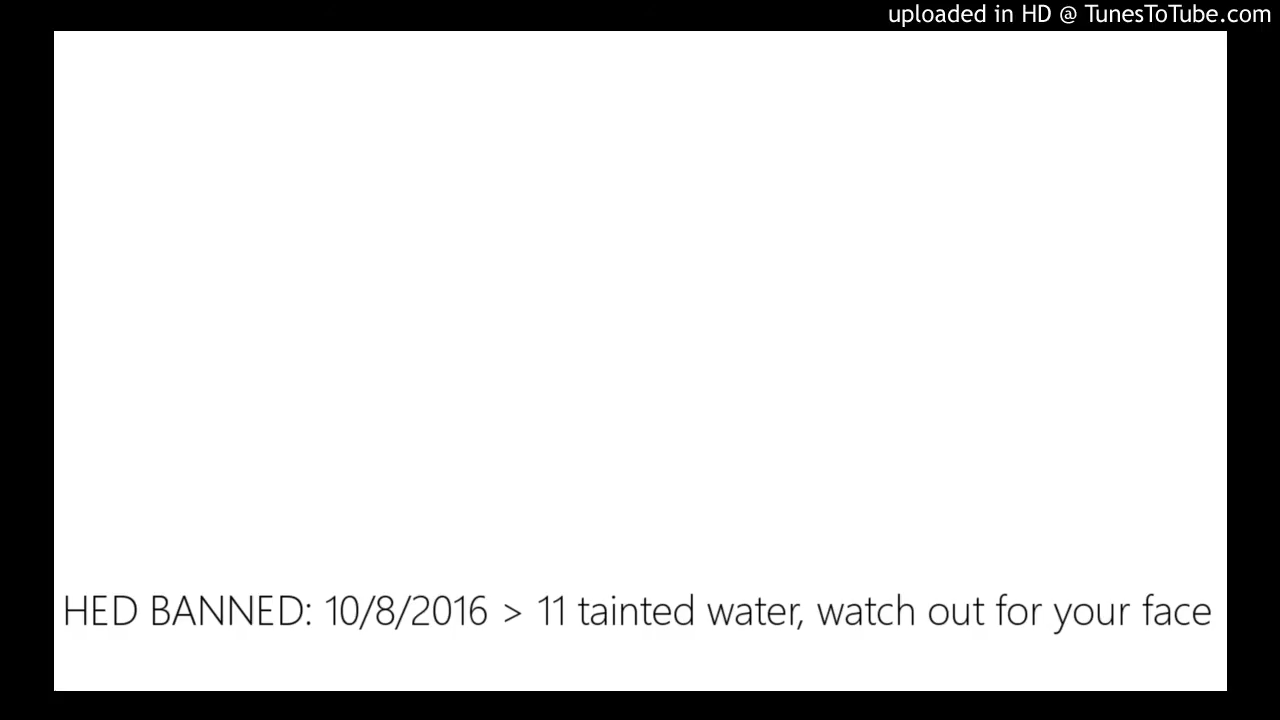 uploaded in HD @ TunesToTube.com
HED BANNED: 10/8/2016 > 11 tainted water, watch out for your face